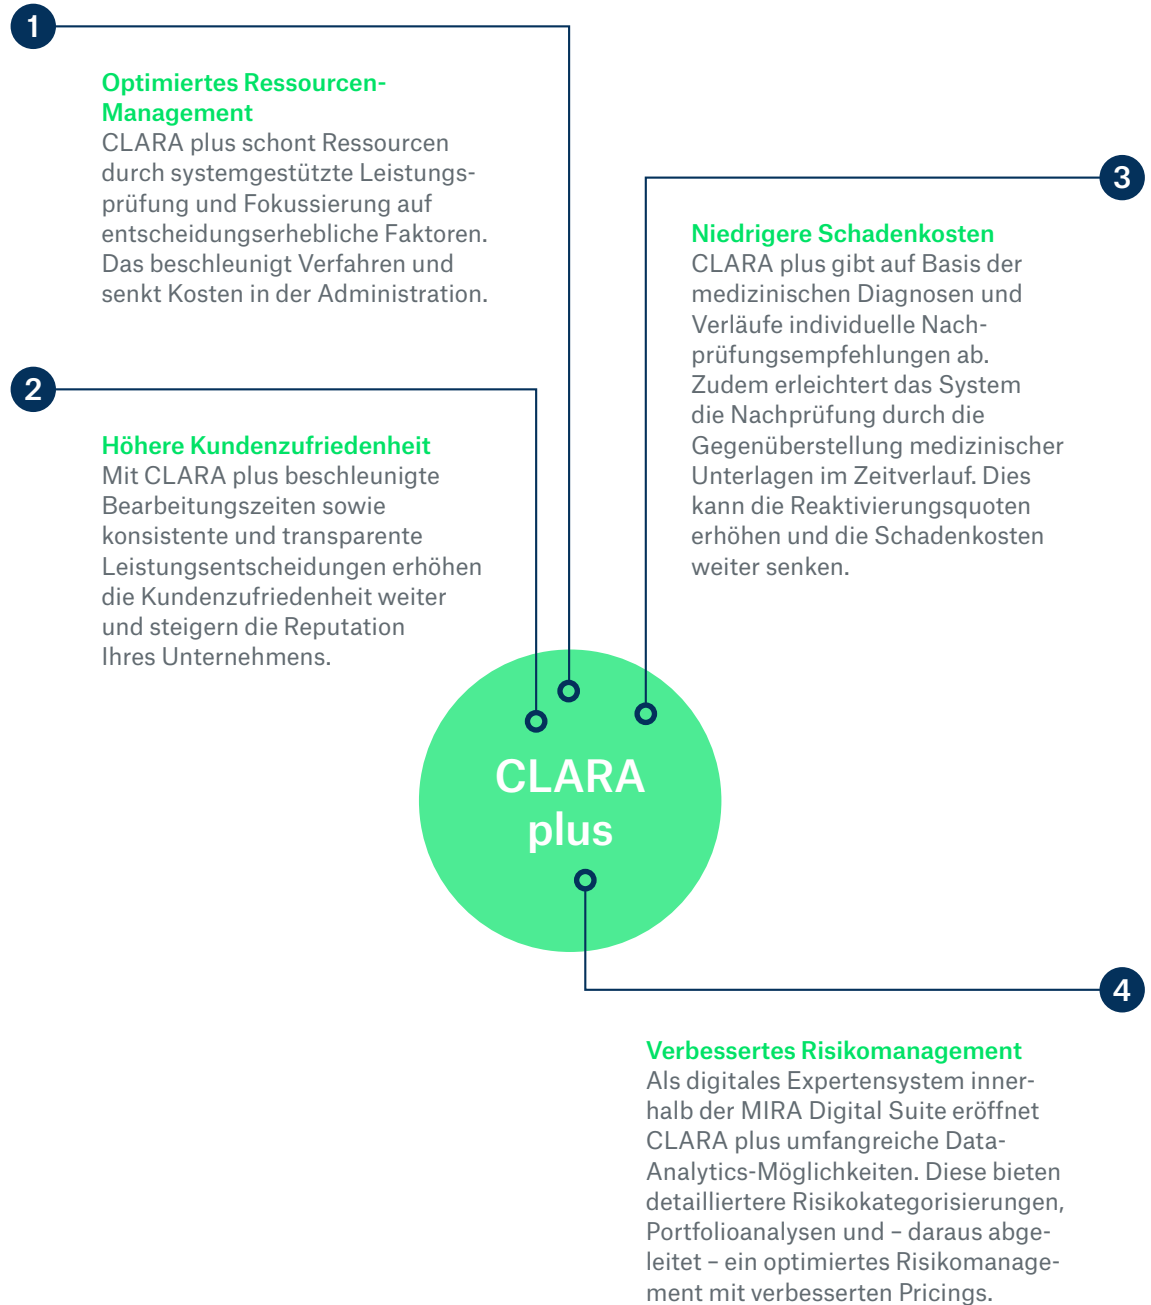 1
Optimiertes Ressourcen-
Management
CLARA plus schont Ressourcen
durch systemgestützte Leistungs-
prüfung und Fokussierung auf
entscheidungserhebliche Faktoren.
Das beschleunigt Verfahren und
senkt Kosten in der Administration.
2
Höhere Kundenzufriedenheit
Mit CLARA plus beschleunigte
Bearbeitungszeiten sowie
konsistente und transparente
Leistungsentscheidungen erhöhen
die Kundenzufriedenheit weiter
und steigern die Reputation
Ihres Unternehmens.
3
Niedrigere Schadenkosten
CLARA plus gibt auf Basis der
medizinischen Diagnosen und
Verläufe individuelle Nach-
prüfungsempfehlungen ab.
Zudem erleichtert das System
die Nachprüfung durch die
Gegenüberstellung medizinischer
Unterlagen im Zeitverlauf. Dies
kann die Reaktivierungsquoten
erhöhen und die Schadenkosten
weiter senken.
CLARA
plus
4
Verbessertes Risikomanagement
Als digitales Expertensystem inner-
halb der MIRA Digital Suite eröffnet
CLARA plus umfangreiche Data-
Analytics-Möglichkeiten. Diese bieten
detailliertere Risikokategorisierungen,
Portfolioanalysen und – daraus abge-
leitet – ein optimiertes Risikomanage-
ment mit verbesserten Pricings.